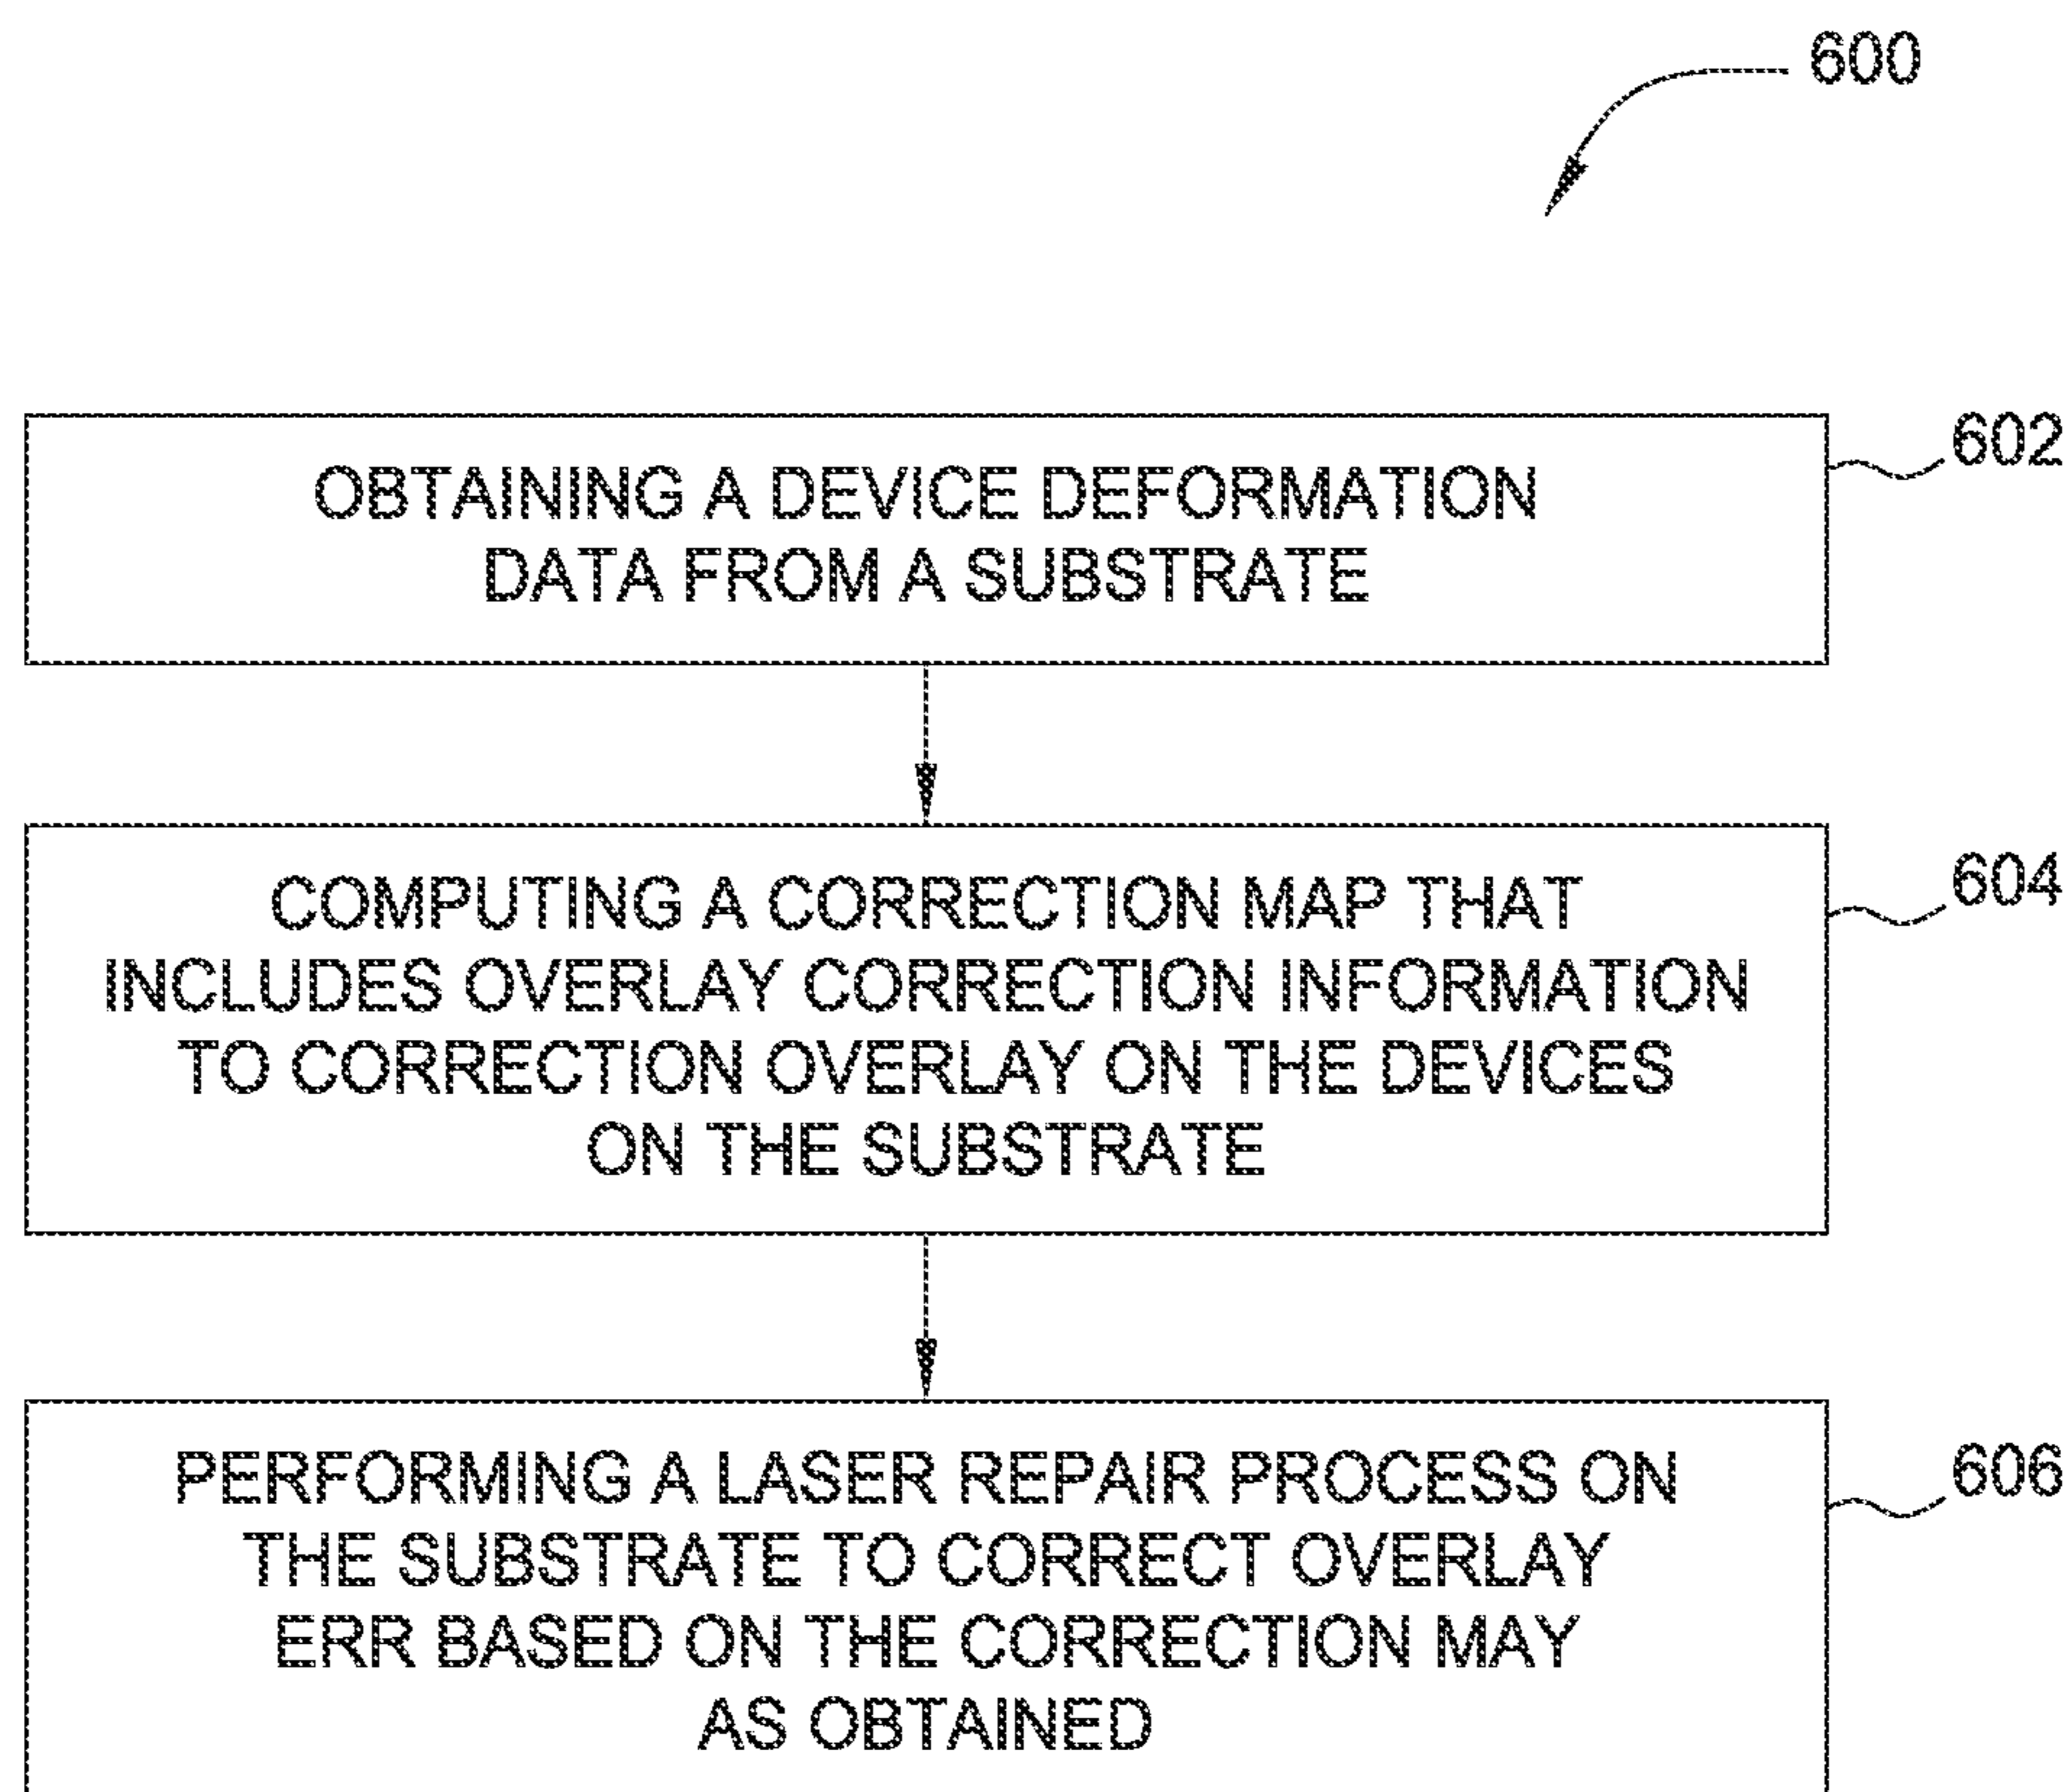 600
602
OBTAINING A DEVICE DEFORMATION
DATA FROM A SUBSTRATE
604
COMPUTING A CORRECTION MAP THAT
INCLUDES OVERLAY CORRECTION INFORMATION
TO CORRECTION OVERLAY ON THE DEVICES
ON THE SUBSTRATE
606
PERFORMING A LASER REPAIR PROCESS ON
THE SUBSTRATE TO CORRECT OVERLAY
ERR BASED ON THE CORRECTION MAY
AS OBTAINED